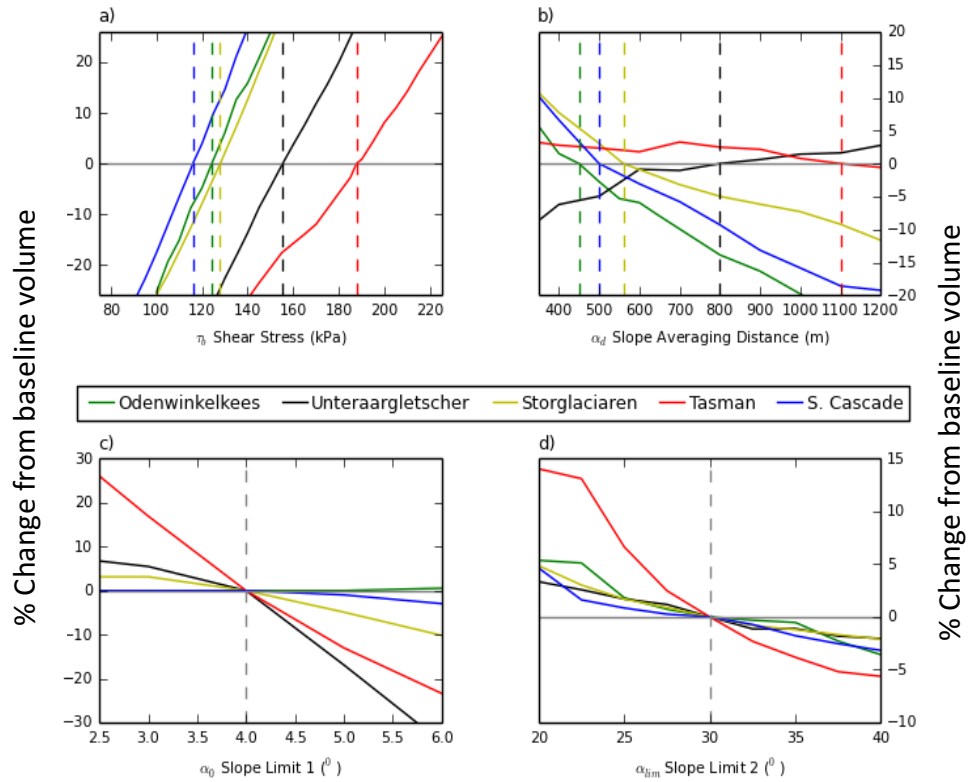 a)
20
10
0
−10
−20
80 100 120 140 160 180 200 220
τb Shear Stress (kPa)
b)
20
15
10
5
0
−5
−10
−15
−20
400 500 600 700 800 900 1000 1100 1200
αd Slope Averaging Distance (m)
% Change from baseline volume
% Change from baseline volume
Odenwinkelkees Unteraargletscher Storglaciaren Tasman S. Cascade
c)
30
20
10
0
−10
−20
−30
2.5 3.0 3.5 4.0 4.5 5.0 5.5 6.0
α0 Slope Limit 1 (0)
d)
15
10
5
0
−5
−10
20 25 30 35 40
αlim Slope Limit 2 (0)